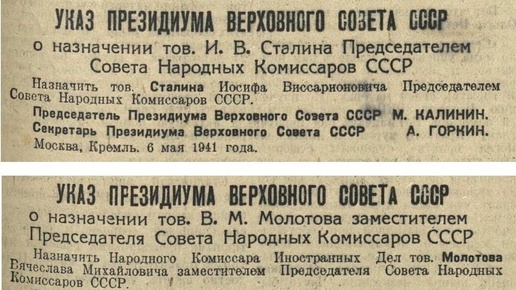 УКАЗ ПРЕЗИДИУМА ВЕРХОВНОГО СОВЕТА СССР
о назначении тов. И. В. Сталина Председателем
Совета Народных Комиссаров СССР
Назначить тов. Сталина Иосифа Виссарионовича Председателем
Совета Народных Комиссаров СССР.
Председатель Президиума Верховного Совета СССР М. КАЛИНИН.
Секретарь Президиума Верховного Совета СССР А. ГОРКИН.
Москва, Кремль. 6 мая 1941 года.
УКАЗ ПРЕЗИДИУМА ВЕРХОВНОГО СОВЕТА СССР
о назначении тов. В. М. Молотова заместителем
Председателя Совета Народных Комиссаров СССР
Назначить Народного Комиссара Иностранных Дел тов. Молотова
Вячеслава Михайловича заместителем Председателя Совета Народных
Комиссаров СССР.